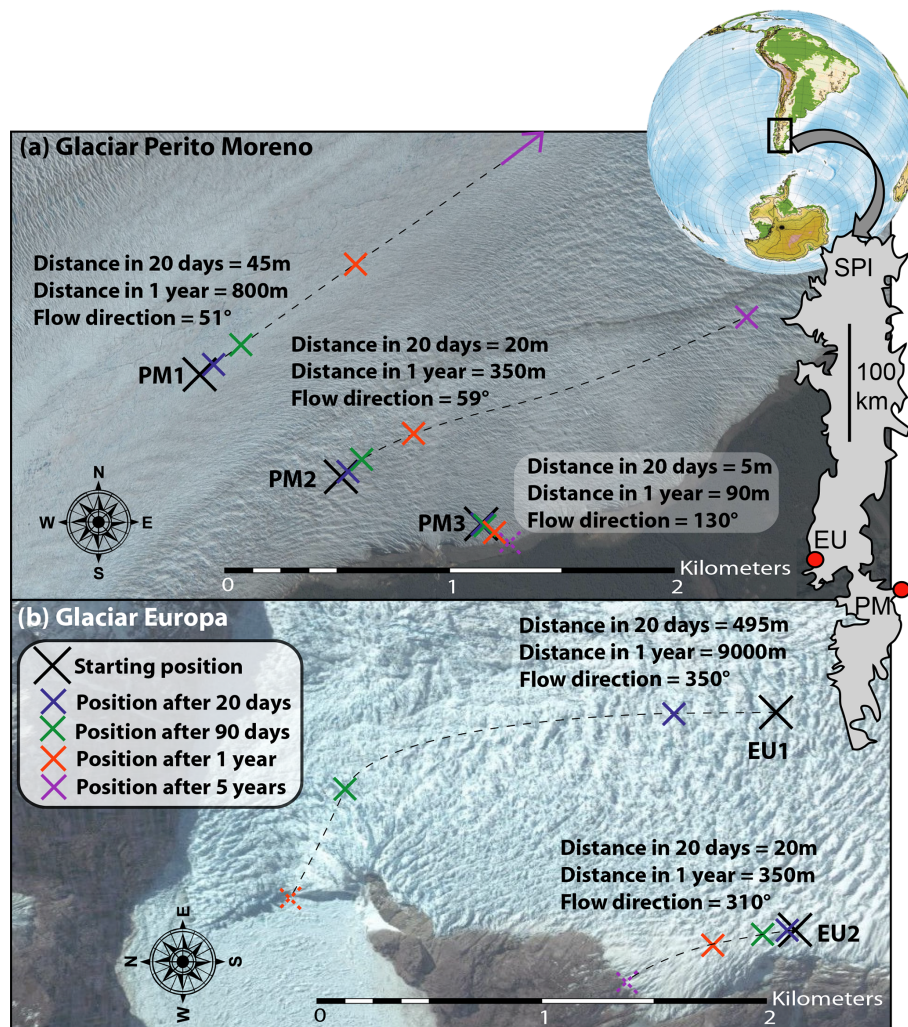 (a) Glaciar Perito Moreno
SPI
100
km
EU
PM
Distance in 20 days = 45m
Distance in 1 year = 800m
Flow direction = 51°
PM1
Distance in 20 days = 20m
Distance in 1 year = 350m
Flow direction = 59°
PM2
Distance in 20 days = 5m
Distance in 1 year = 90m
Flow direction = 130°
PM3
N
W E
S
0 1 2 Kilometers
(b) Glaciar Europa
Starting position
Position after 20 days
Position after 90 days
Position after 1 year
Position after 5 years
Distance in 20 days = 495m
Distance in 1 year = 9000m
Flow direction = 350°
EU1
Distance in 20 days = 20m
Distance in 1 year = 350m
Flow direction = 310°
EU2
E
N S
W
0 1 2 Kilometers